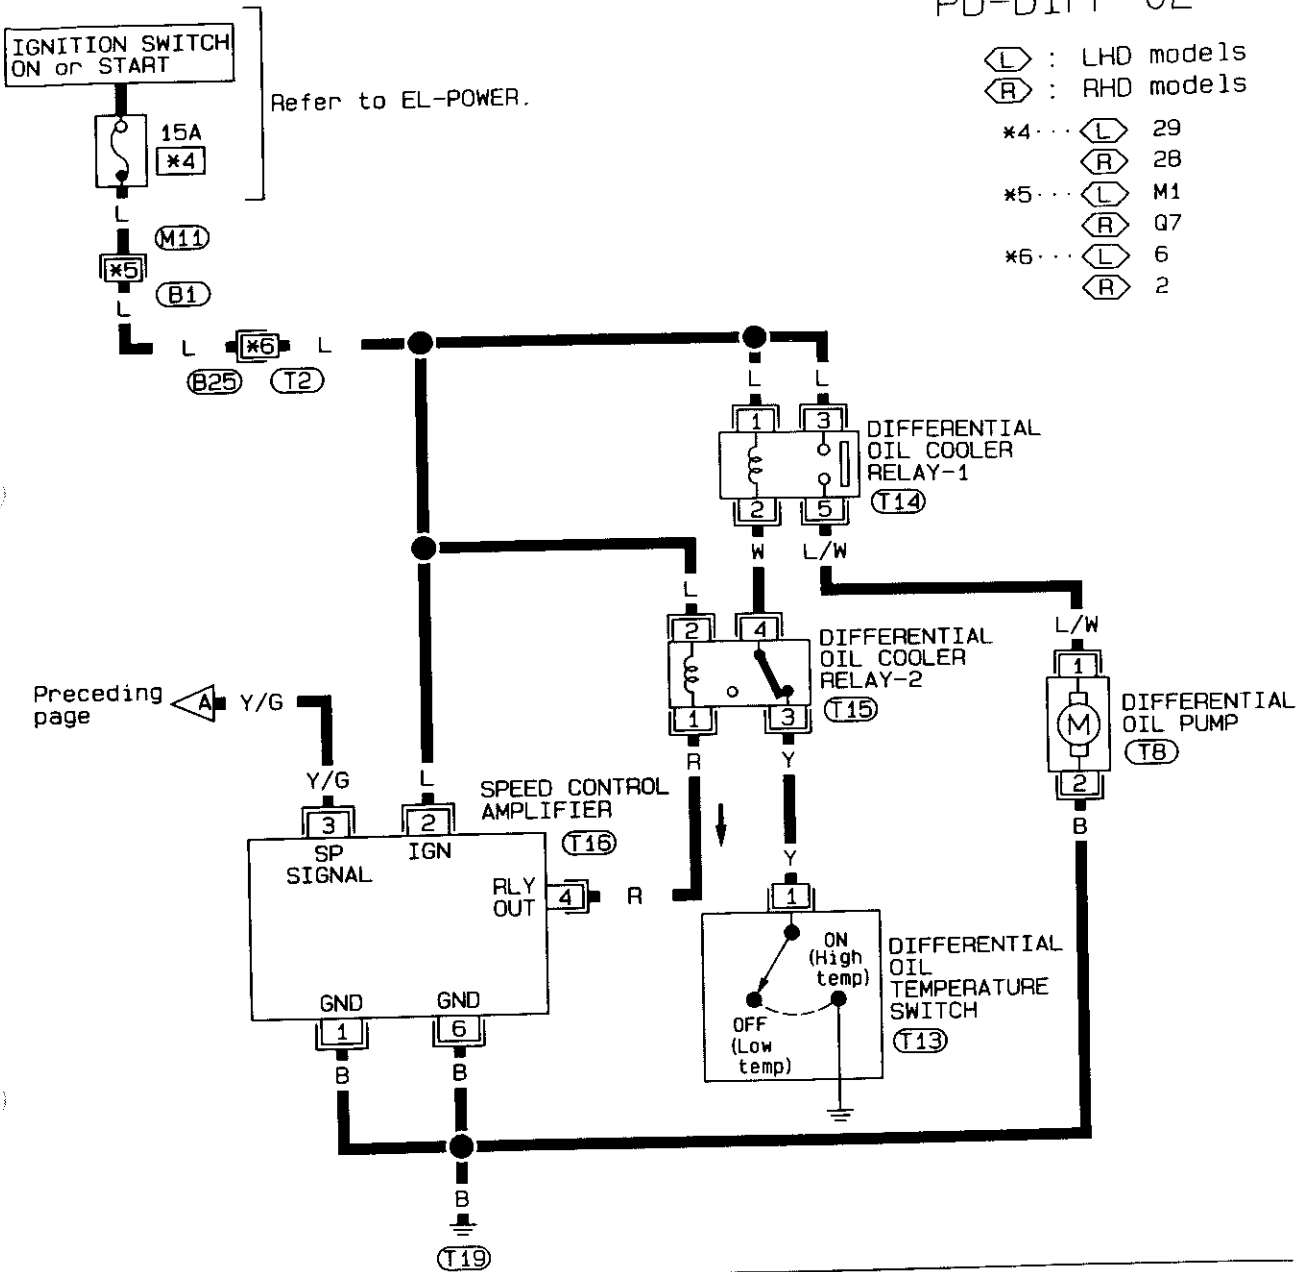 PD-DIFF-02
IGNITION SWITCH
ON or START
Refer to EL-POWER.
15A
*4
L
M11
*5
B1
L
L *6 L
B25 T2
L : LHD models
R : RHD models
*4··· L 29
R 28
*5··· L M1
R Q7
*6··· L 6
R 2
L L
1 3
DIFFERENTIAL
OIL COOLER
RELAY-1
T14
2 5
W L/W
L
2 4
DIFFERENTIAL
OIL COOLER
RELAY-2
T15
1 3
R Y
L/W
1
M
DIFFERENTIAL
OIL PUMP
T8
2
B
Preceding
page
A Y/G
Y/G L
3 2
SPEED CONTROL
AMPLIFIER
T16
SP
SIGNAL
IGN
RLY
OUT
4 R
GND GND
1 6
B B
Y
1
ON
(High
temp)
OFF
(Low
temp)
DIFFERENTIAL
OIL
TEMPERATURE
SWITCH
T13
B
T19